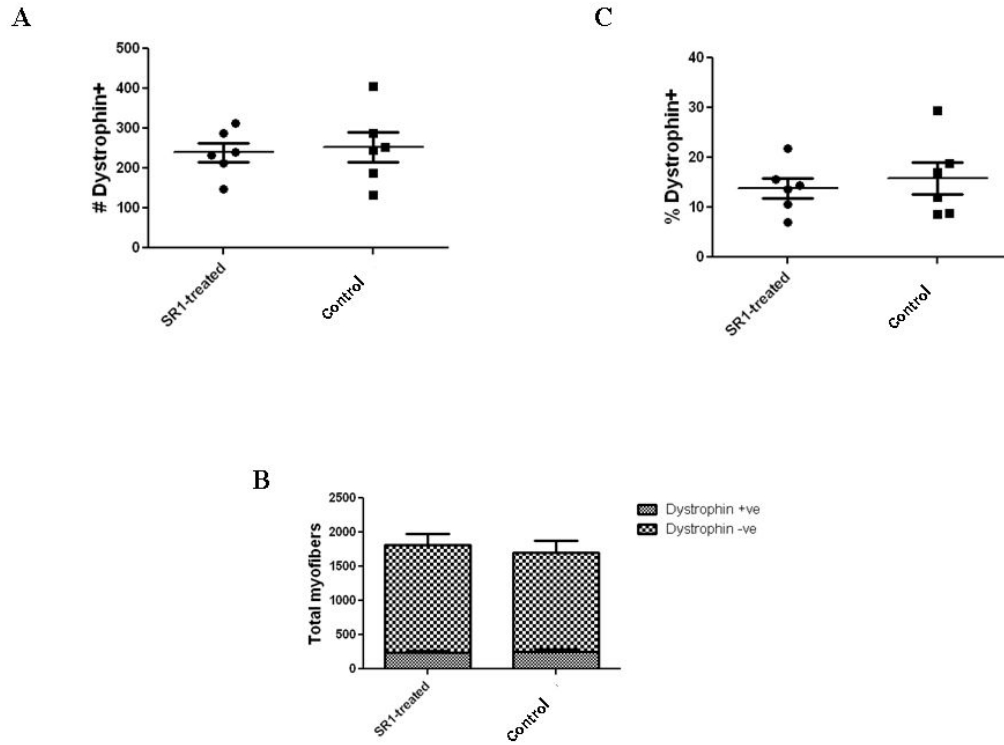 A
# Dystrophin+
500
400
300
200
100
0
SR1-treated
Control
C
% Dystrophin+
40
30
20
10
0
SR1-treated
Control
B
Total myofibers
2500
2000
1500
1000
500
0
SR1-treated
Control
Dystrophin +ve
Dystrophin -ve